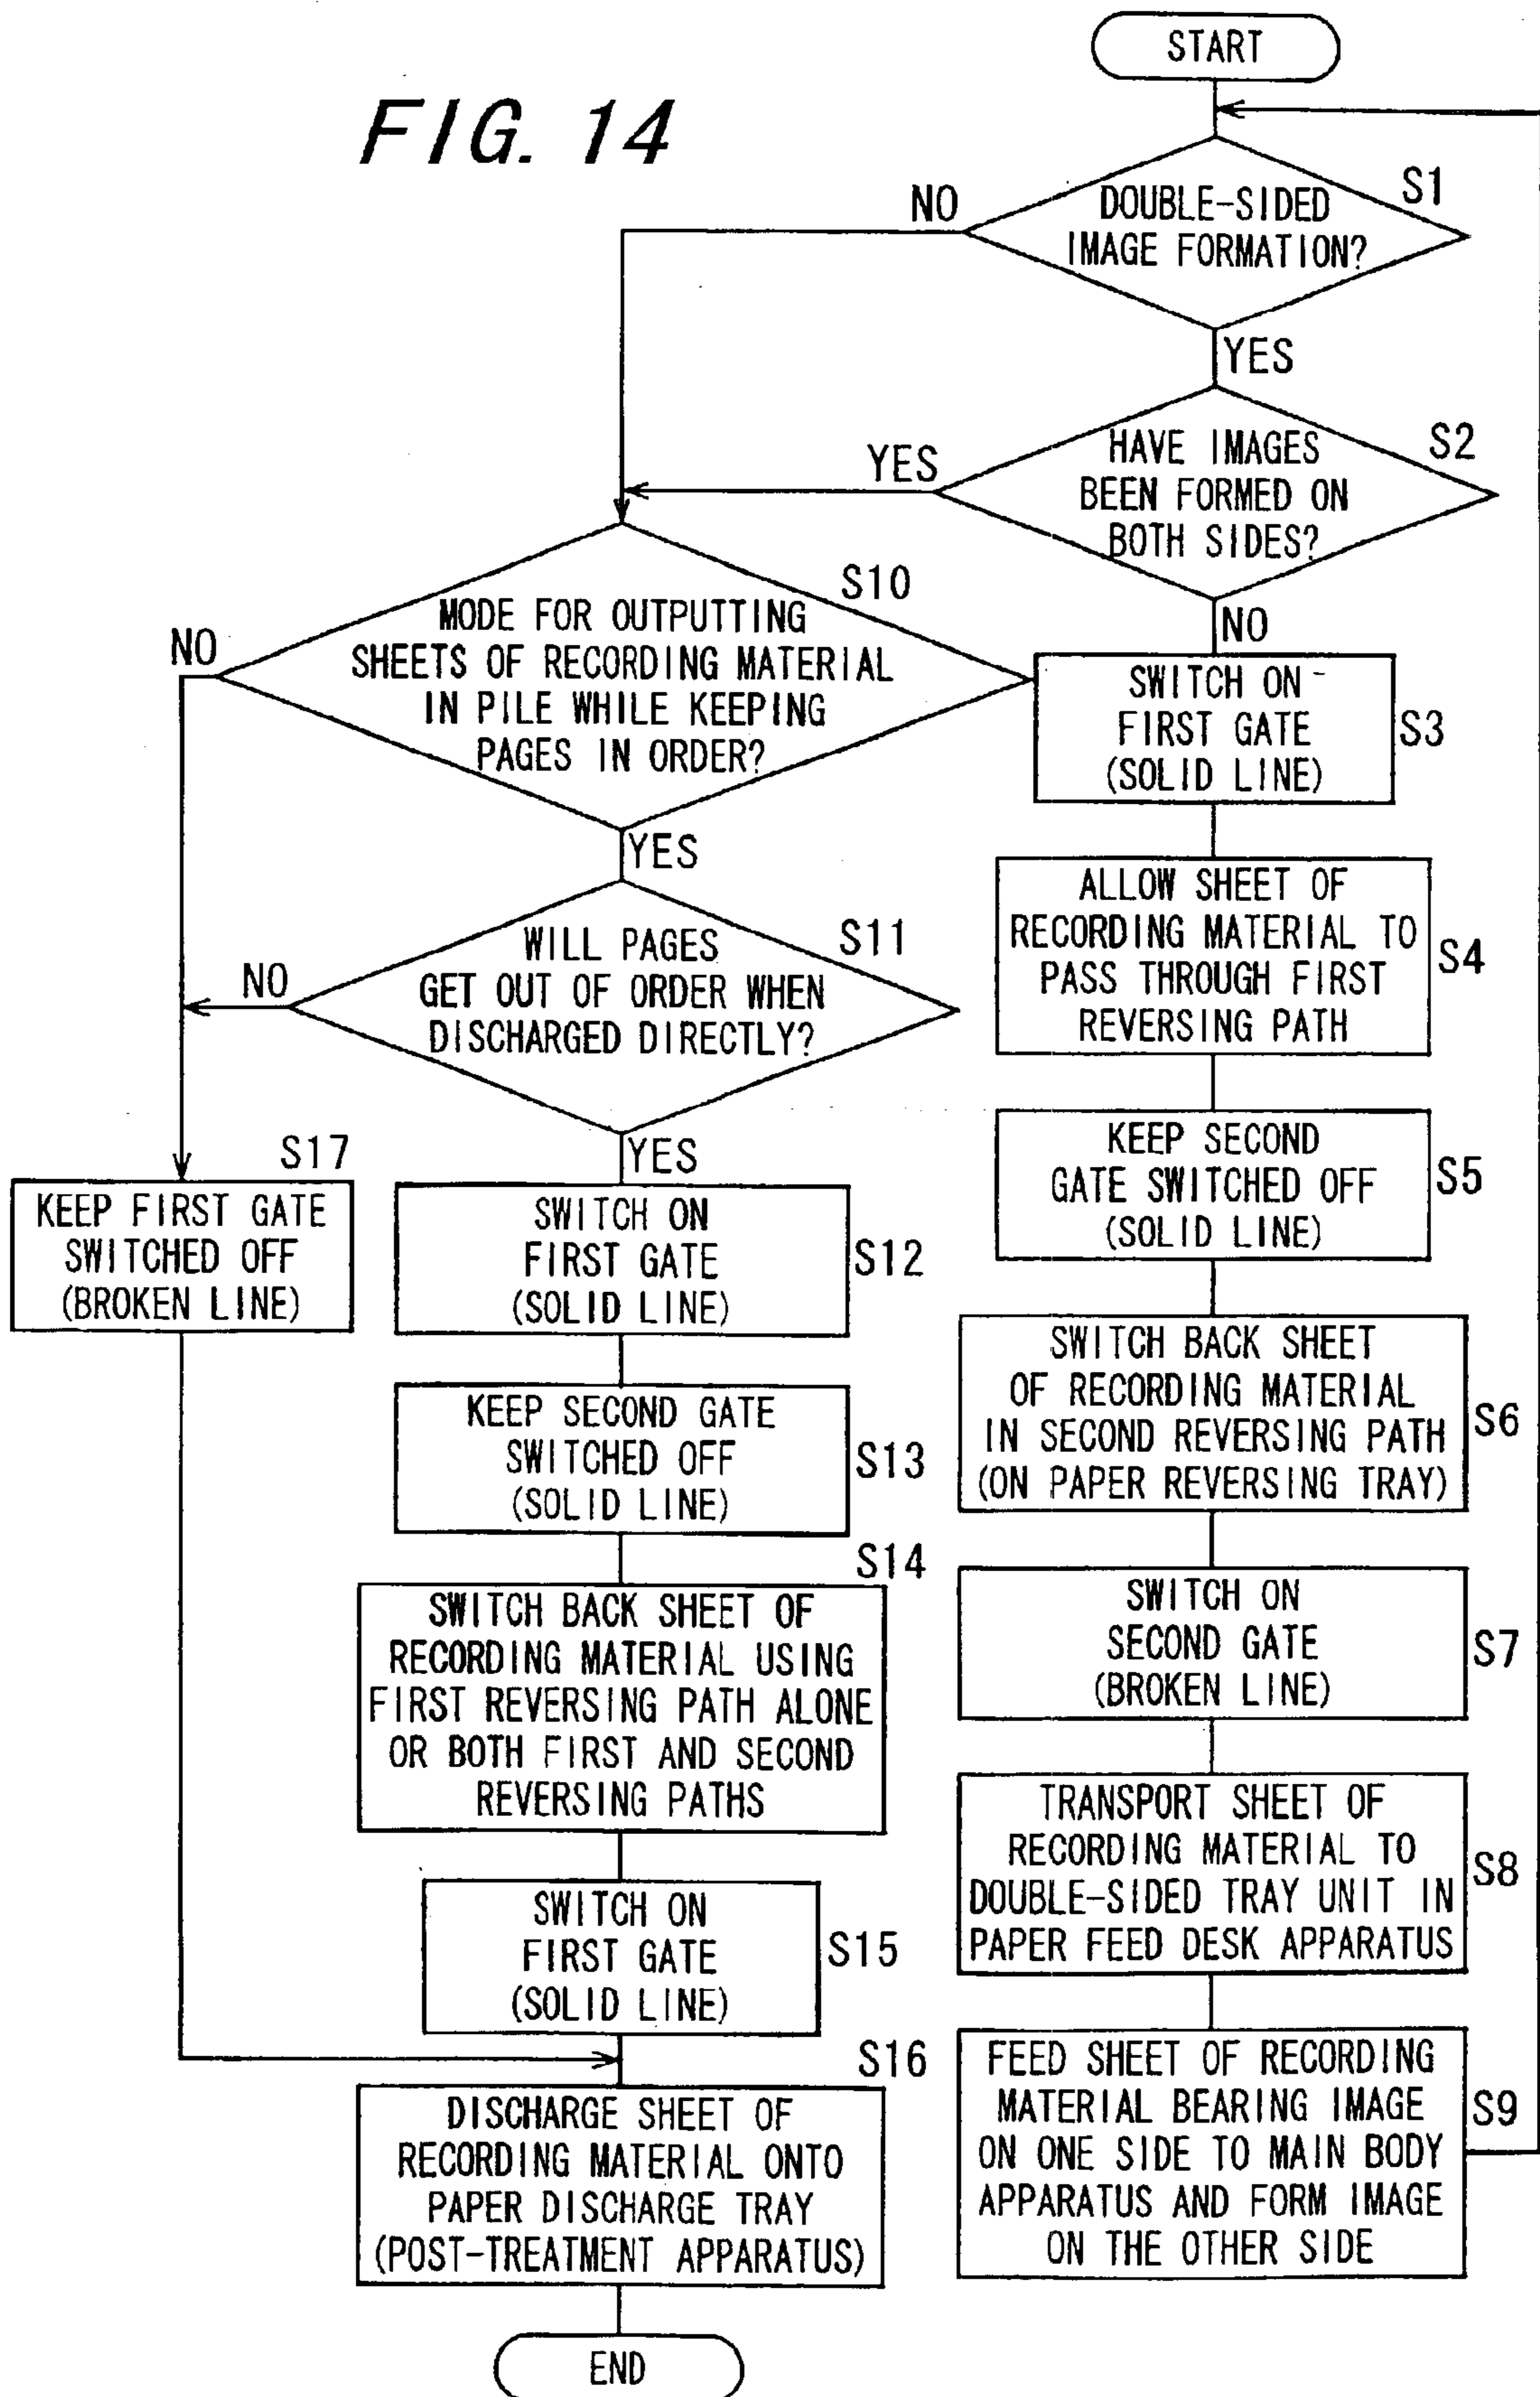 FIG. 14
START
DOUBLE-SIDED
IMAGE FORMATION?
S1
NO
YES
HAVE IMAGES
BEEN FORMED ON
BOTH SIDES?
S2
YES
NO
SWITCH ON
FIRST GATE
(SOLID LINE)
S3
ALLOW SHEET OF
RECORDING MATERIAL TO
PASS THROUGH FIRST
REVERSING PATH
S4
KEEP SECOND
GATE SWITCHED OFF
(SOLID LINE)
S5
SWITCH BACK SHEET
OF RECORDING MATERIAL
IN SECOND REVERSING PATH
(ON PAPER REVERSING TRAY)
S6
SWITCH ON
SECOND GATE
(BROKEN LINE)
S7
TRANSPORT SHEET OF
RECORDING MATERIAL TO
DOUBLE-SIDED TRAY UNIT IN
PAPER FEED DESK APPARATUS
S8
FEED SHEET OF RECORDING
MATERIAL BEARING IMAGE
ON ONE SIDE TO MAIN BODY
APPARATUS AND FORM IMAGE
ON THE OTHER SIDE
S9
MODE FOR OUTPUTTING
SHEETS OF RECORDING MATERIAL
IN PILE WHILE KEEPING
PAGES IN ORDER?
S10
NO
YES
WILL PAGES
GET OUT OF ORDER WHEN
DISCHARGED DIRECTLY?
S11
NO
YES
SWITCH ON
FIRST GATE
(SOLID LINE)
S12
KEEP SECOND GATE
SWITCHED OFF
(SOLID LINE)
S13
S14
SWITCH BACK SHEET OF
RECORDING MATERIAL USING
FIRST REVERSING PATH ALONE
OR BOTH FIRST AND SECOND
REVERSING PATHS
SWITCH ON
FIRST GATE
(SOLID LINE)
S15
S16
DISCHARGE SHEET OF
RECORDING MATERIAL ONTO
PAPER DISCHARGE TRAY
(POST-TREATMENT APPARATUS)
S17
KEEP FIRST GATE
SWITCHED OFF
(BROKEN LINE)
END